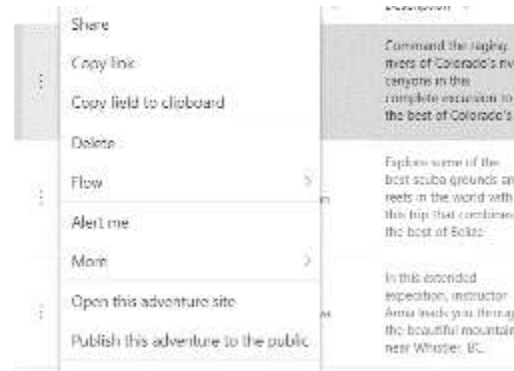 Description
Share
Copy link
Copy field to clipboard
Delete
Flow
Alert me
More
Open this adventure site
Publish this adventure to the public
Command the raging
rivers of Colorado's
canyons in this
complete excursion to
the best of Colorado's
Explore some of the
best scuba grounds
reefs in the world with
this trip that combines
the best of Belize
In this extended
expedition, instructor
Anna leads you
the beautiful
near Whistler, BC.